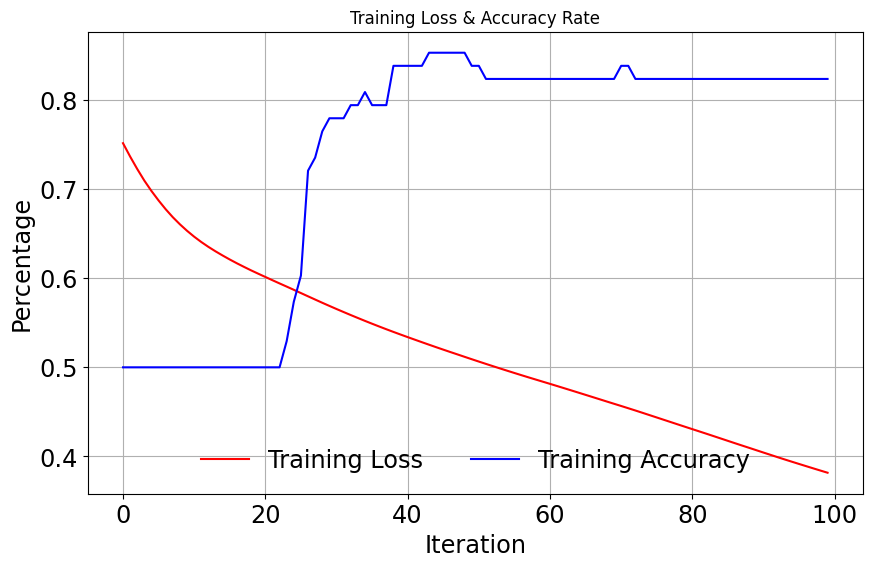 Training Loss & Accuracy Rate
Percentage
0.8
0.7
0.6
0.5
0.4
Training Loss
Training Accuracy
0 20 40 60 80 100
Iteration